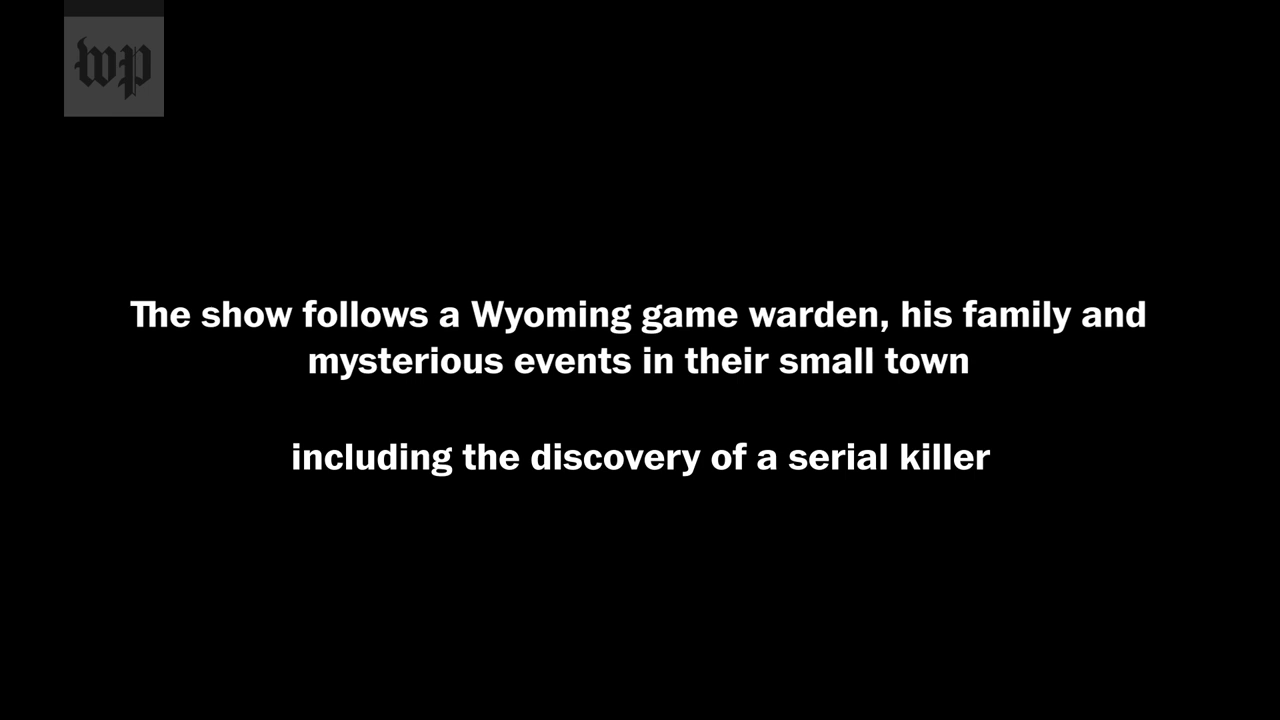 wp
The show follows a Wyoming game warden, his family and
mysterious events in their small town
including the discovery of a serial killer